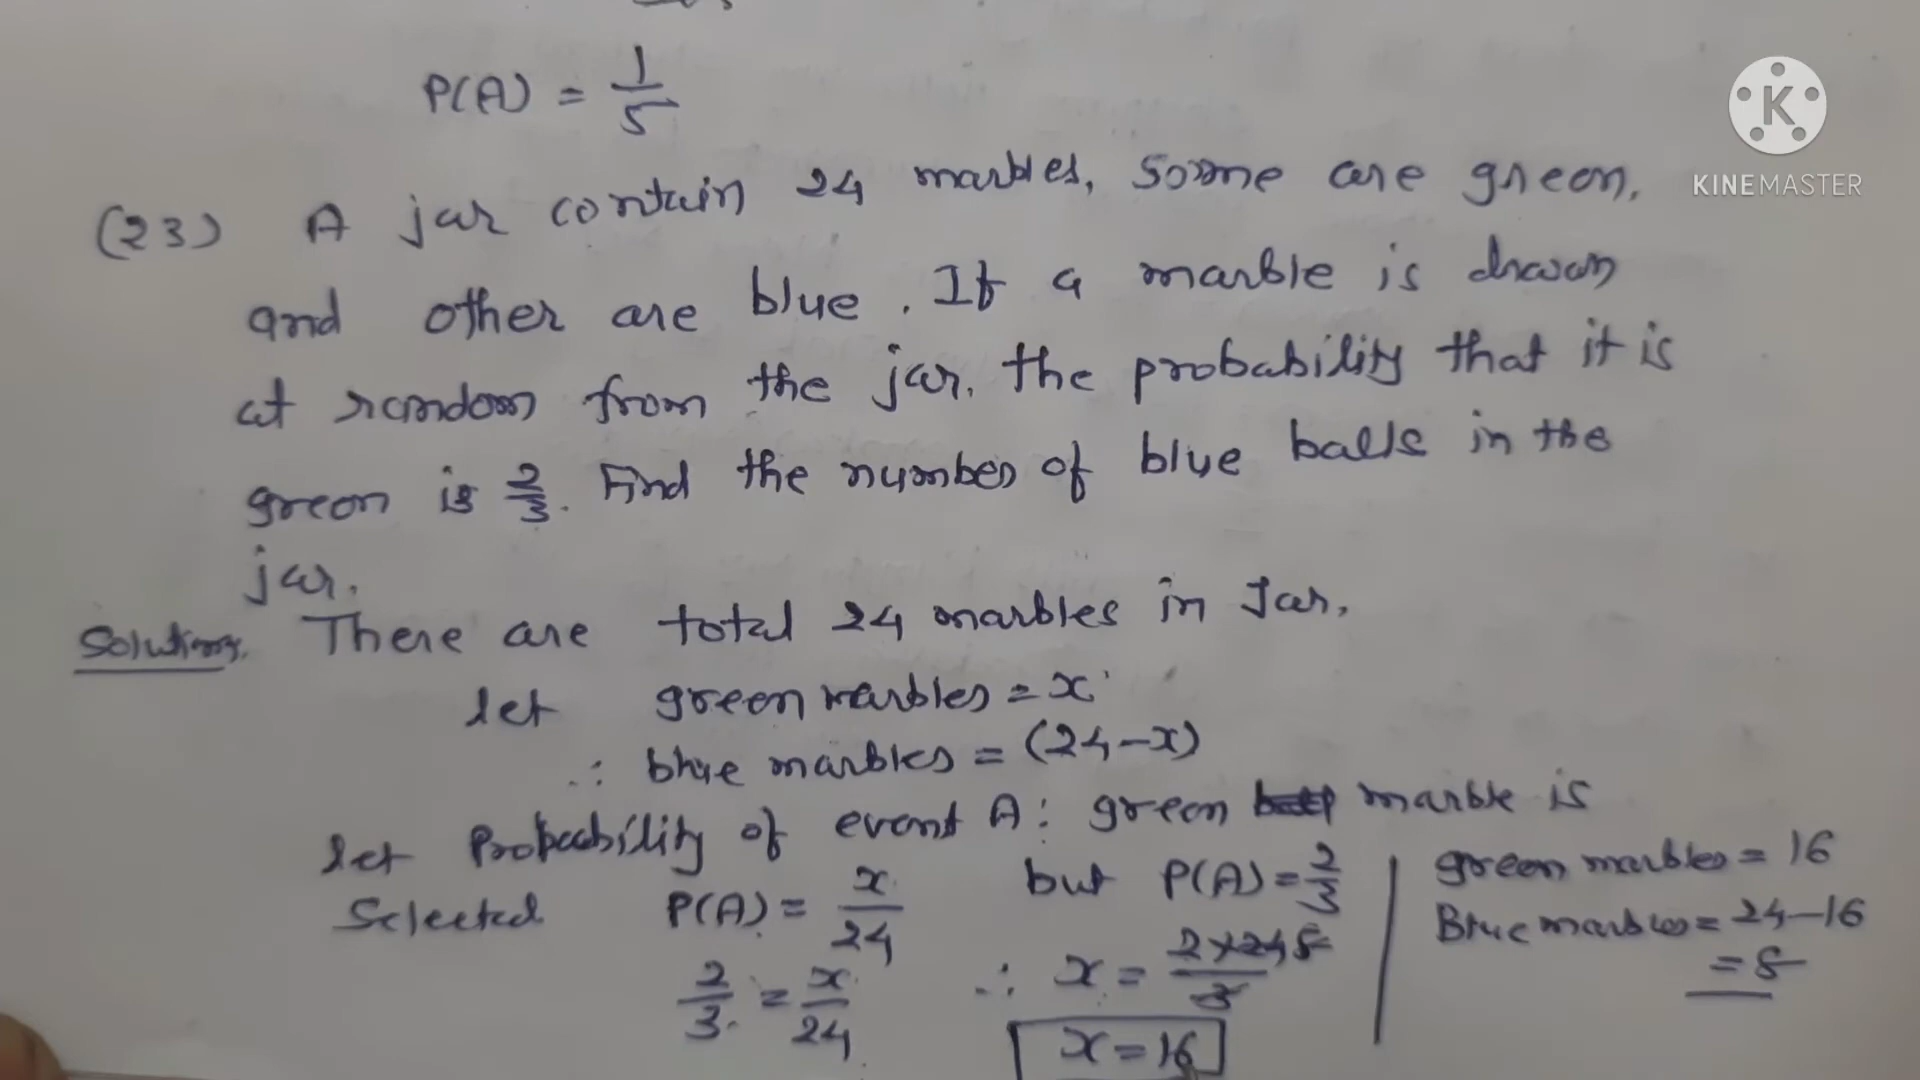 P(A) = 1/5
KINEMASTER
(23) A jar contain 24 marbles, some are green,
and other are blue. If a marble is drawn
at random from the jar. the probability that it is
green is 2/3. Find the number of blue balls in the
jar.
Solution. There are total 24 marbles in Jar.
let green marbles = x
∴ blue marbles = (24-x)
let Probability of event A: green marble is
Selected P(A) = x/24 but P(A) = 2/3
2/3 = x/24 ∴ x = 2×24 8/3
x = 16
green marbles = 16
Blue marbles = 24-16
= 8